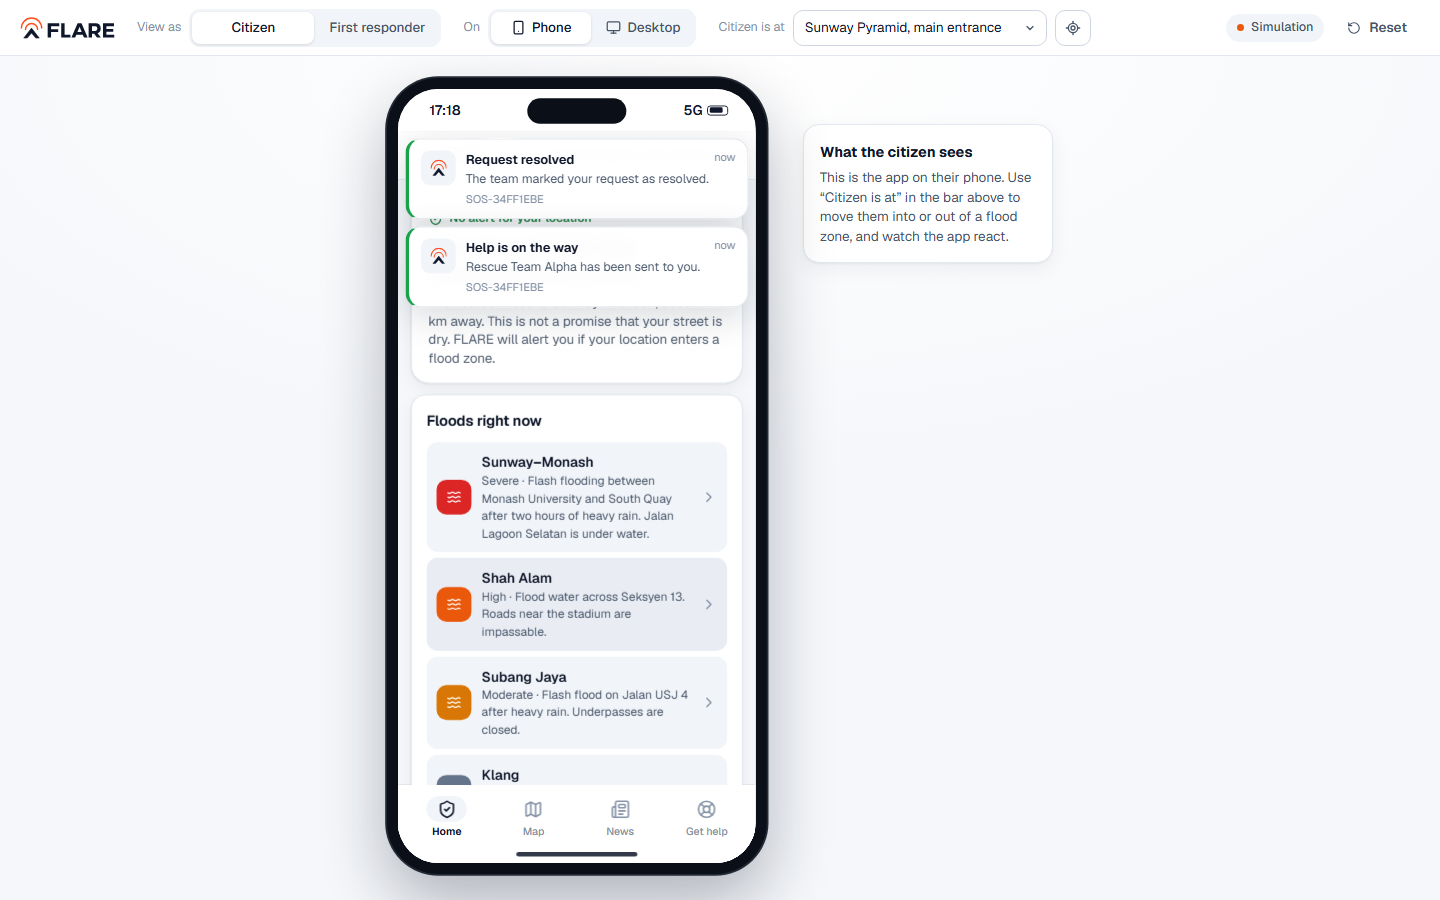 FLARE
View as
Citizen
First responder
On
Phone
Desktop
Citizen is at
Sunway Pyramid, main entrance
Simulation
Reset
17:18
5G
Request resolved
now
The team marked your request as resolved.
SOS-34FF1EBE
No alert for your location
Help is on the way
now
Rescue Team Alpha has been sent to you.
SOS-34FF1EBE
km away. This is not a promise that your street is
dry. FLARE will alert you if your location enters a
flood zone.
Floods right now
Sunway–Monash
Severe · Flash flooding between
Monash University and South Quay
after two hours of heavy rain. Jalan
Lagoon Selatan is under water.
Shah Alam
High · Flood water across Seksyen 13.
Roads near the stadium are
impassable.
Subang Jaya
Moderate · Flash flood on Jalan USJ 4
after heavy rain. Underpasses are
closed.
Klang
Home
Map
News
Get help
What the citizen sees
This is the app on their phone. Use
“Citizen is at” in the bar above to
move them into or out of a flood
zone, and watch the app react.